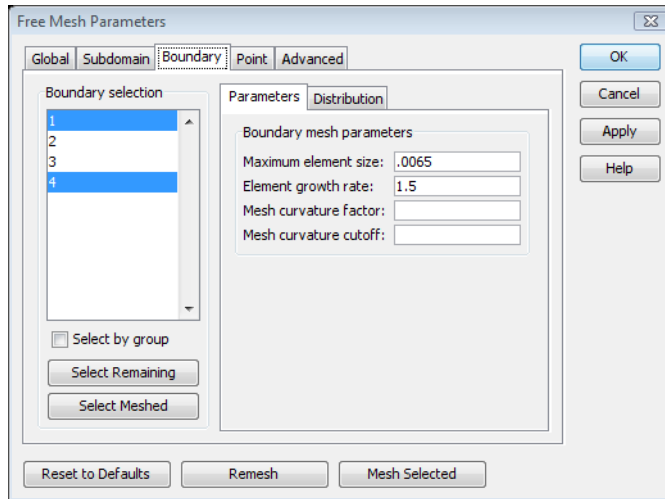 Free Mesh Parameters
Global Subdomain Boundary Point Advanced
Boundary selection
1
2
3
4
Select by group
Select Remaining
Select Meshed
Parameters Distribution
Boundary mesh parameters
Maximum element size: .0065
Element growth rate: 1.5
Mesh curvature factor:
Mesh curvature cutoff:
OK
Cancel
Apply
Help
Reset to Defaults Remesh Mesh Selected